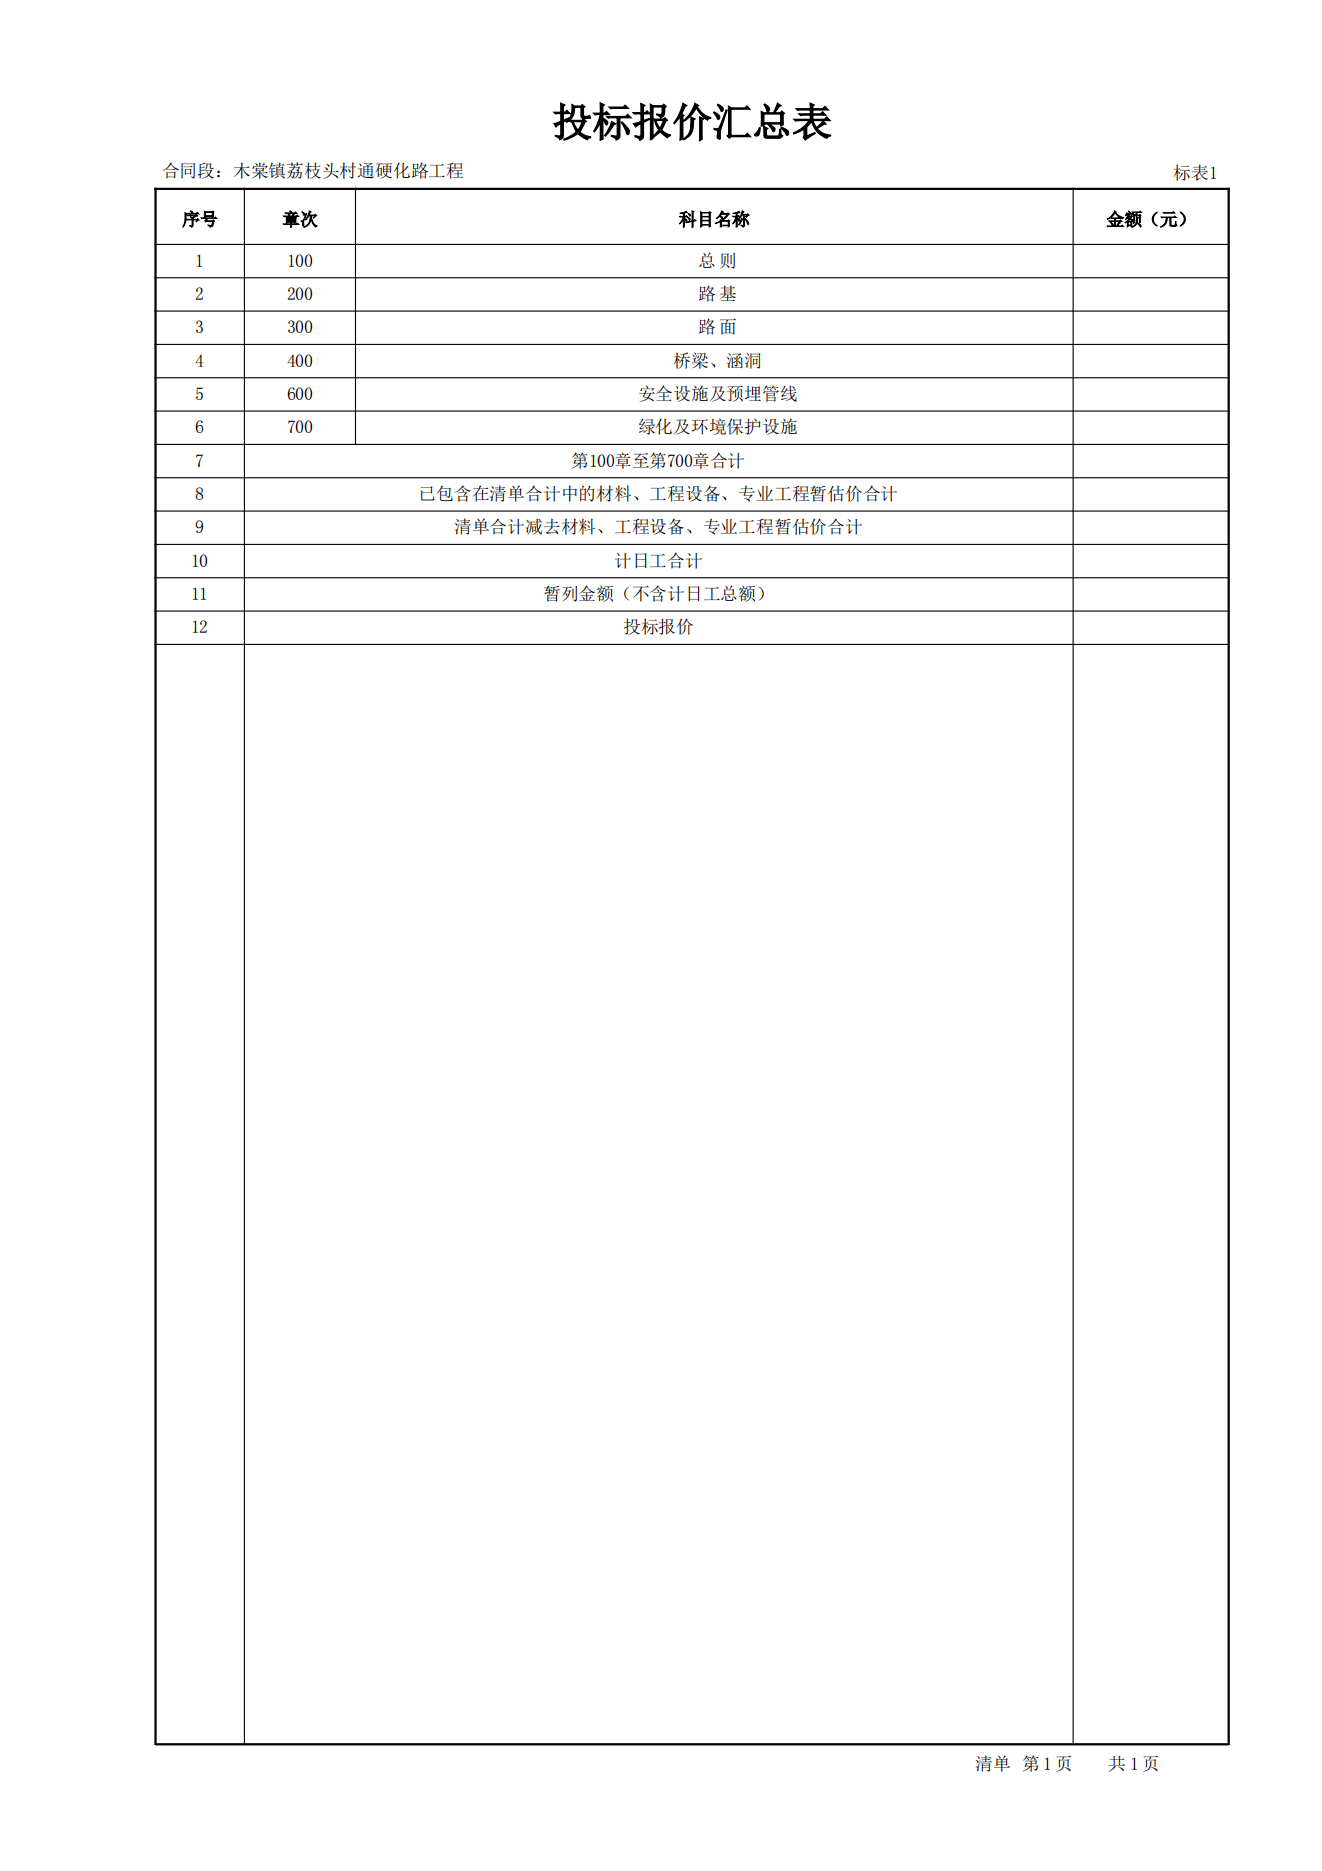 投标报价汇总表
合同段：木棠镇荔枝头村通硬化路工程 标表1
序号 章次 科目名称 金额（元）
1 100 总 则
2 200 路 基
3 300 路 面
4 400 桥梁、涵洞
5 600 安全设施及预埋管线
6 700 绿化及环境保护设施
7 第100章至第700章合计
8 已包含在清单合计中的材料、工程设备、专业工程暂估价合计
9 清单合计减去材料、工程设备、专业工程暂估价合计
10 计日工合计
11 暂列金额（不含计日工总额）
12 投标报价
清单 第 1 页 共 1 页